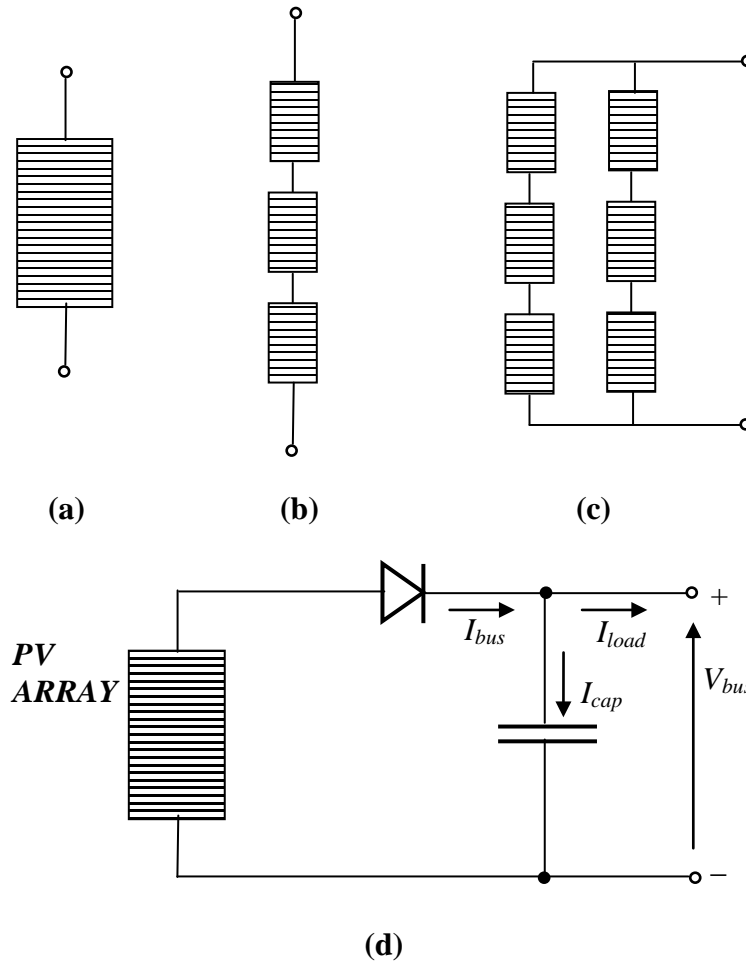 (a) (b) (c)
I_bus I_load +
PV
ARRAY
I_cap V_bus
–
(d)